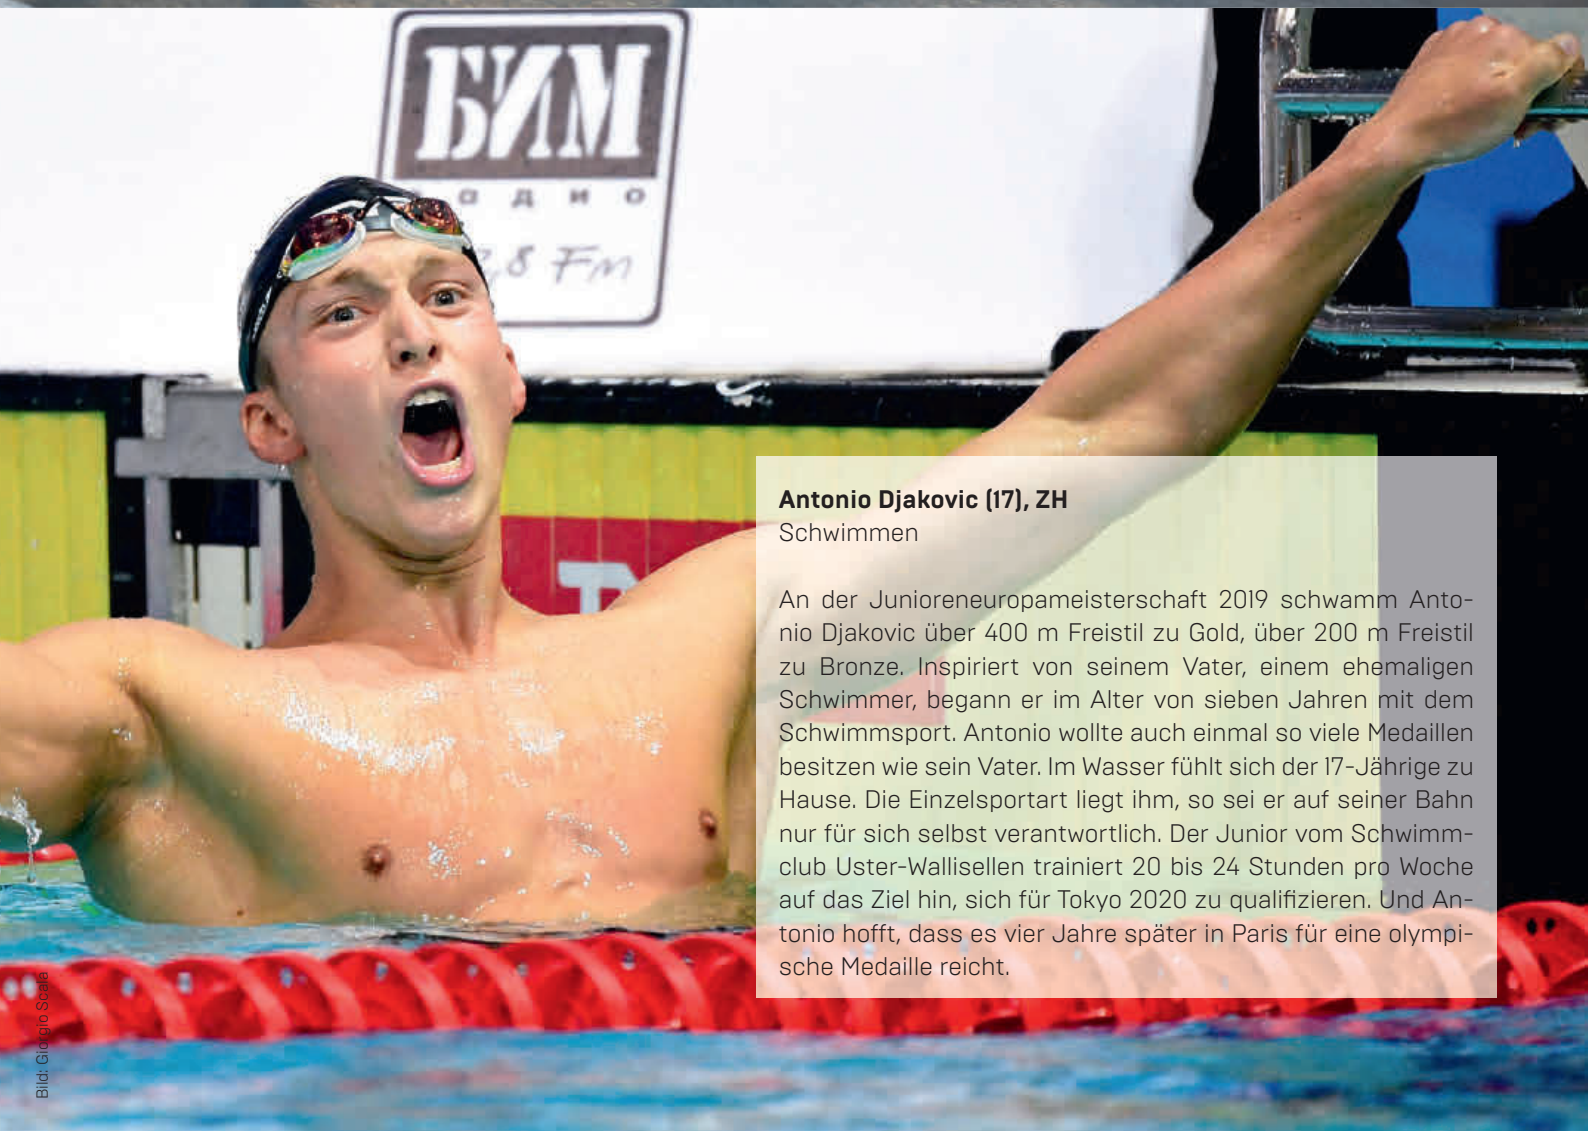 БИМ
адио
,8 Fm
Antonio Djakovic (17), ZH
Schwimmen
An der Junioreneuropameisterschaft 2019 schwamm Anto-
nio Djakovic über 400 m Freistil zu Gold, über 200 m Freistil
zu Bronze. Inspiriert von seinem Vater, einem ehemaligen
Schwimmer, begann er im Alter von sieben Jahren mit dem
Schwimmsport. Antonio wollte auch einmal so viele Medaillen
besitzen wie sein Vater. Im Wasser fühlt sich der 17-Jährige zu
Hause. Die Einzelsportart liegt ihm, so sei er auf seiner Bahn
nur für sich selbst verantwortlich. Der Junior vom Schwimm-
club Uster-Wallisellen trainiert 20 bis 24 Stunden pro Woche
auf das Ziel hin, sich für Tokyo 2020 zu qualifizieren. Und An-
tonio hofft, dass es vier Jahre später in Paris für eine olympi-
sche Medaille reicht.
Bild: Giorgio Scala